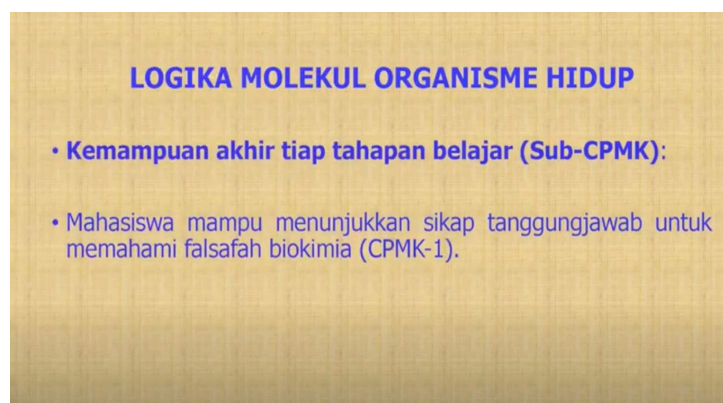 LOGIKA MOLEKUL ORGANISME HIDUP
• Kemampuan akhir tiap tahapan belajar (Sub-CPMK):
• Mahasiswa mampu menunjukkan sikap tanggungjawab untuk
memahami falsafah biokimia (CPMK-1).